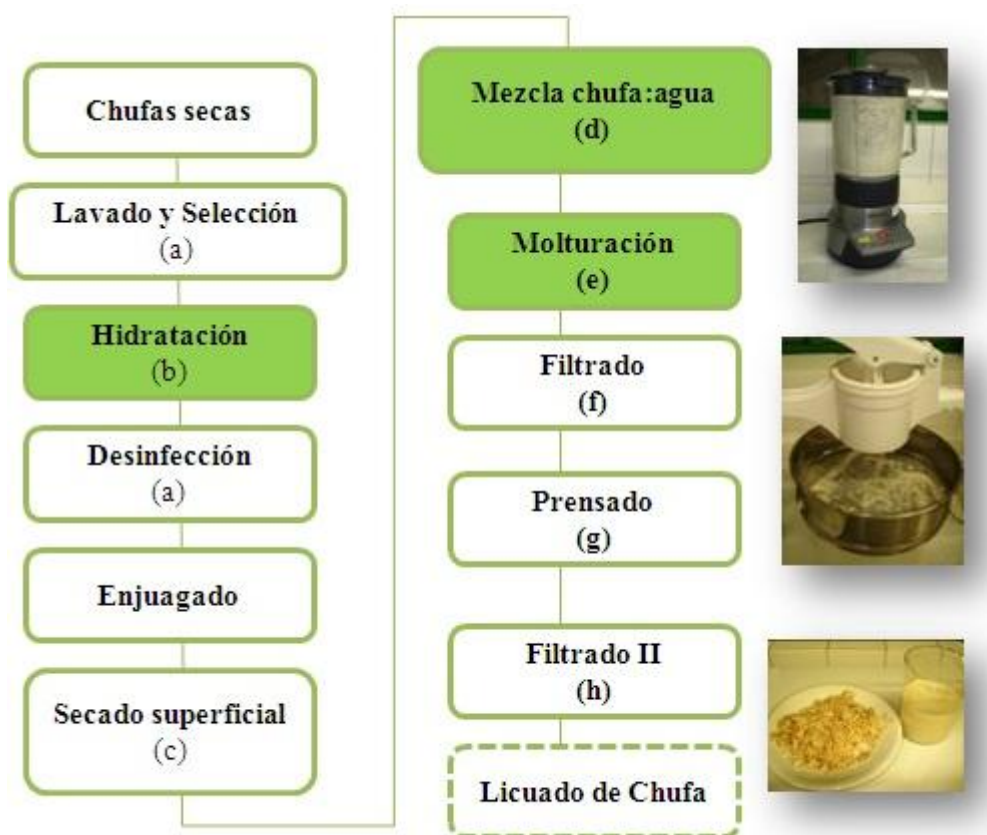 Chufas secas
Lavado y Selección
(a)
Hidratación
(b)
Desinfección
(a)
Enjuagado
Secado superficial
(c)
Mezcla chufa:agua
(d)
Molturación
(e)
Filtrado
(f)
Prensado
(g)
Filtrado II
(h)
Licuado de Chufa